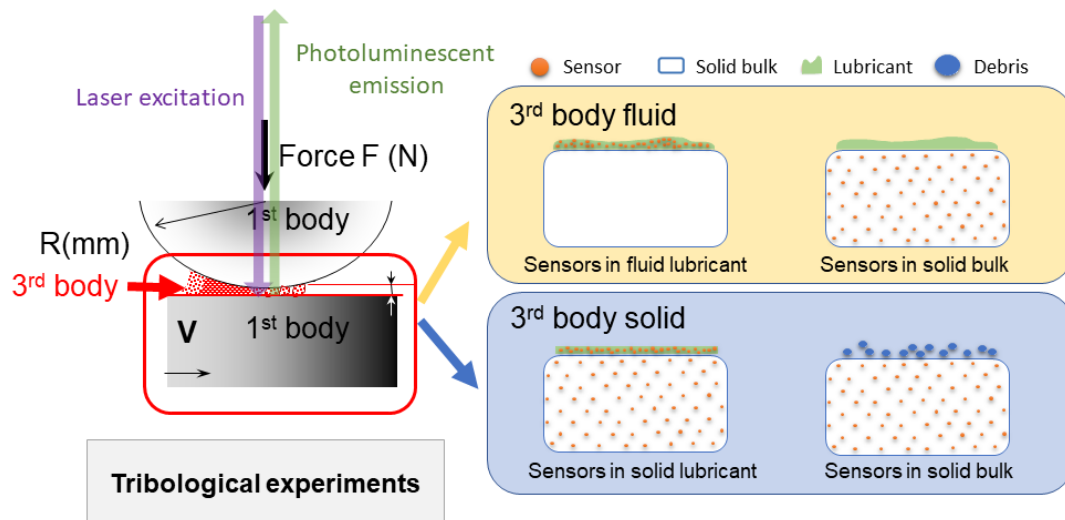 Photoluminescent
emission
Laser excitation
Force F (N)
1st body
R(mm)
3rd body
V
1st body
Tribological experiments
Sensor
Solid bulk
Lubricant
Debris
3rd body fluid
Sensors in fluid lubricant
Sensors in solid bulk
3rd body solid
Sensors in solid lubricant
Sensors in solid bulk